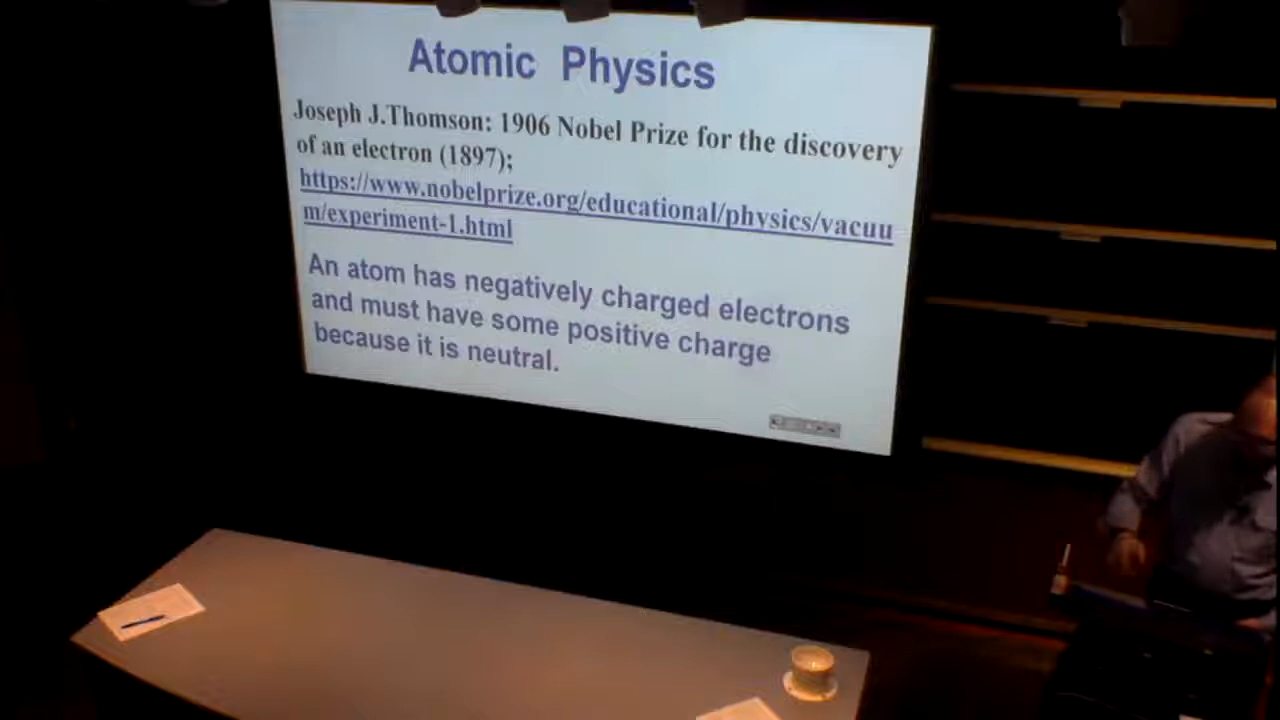 Atomic Physics
Joseph J.Thomson: 1906 Nobel Prize for the discovery
of an electron (1897);
https://www.nobelprize.org/educational/physics/vacuu
m/experiment-1.html
An atom has negatively charged electrons
and must have some positive charge
because it is neutral.